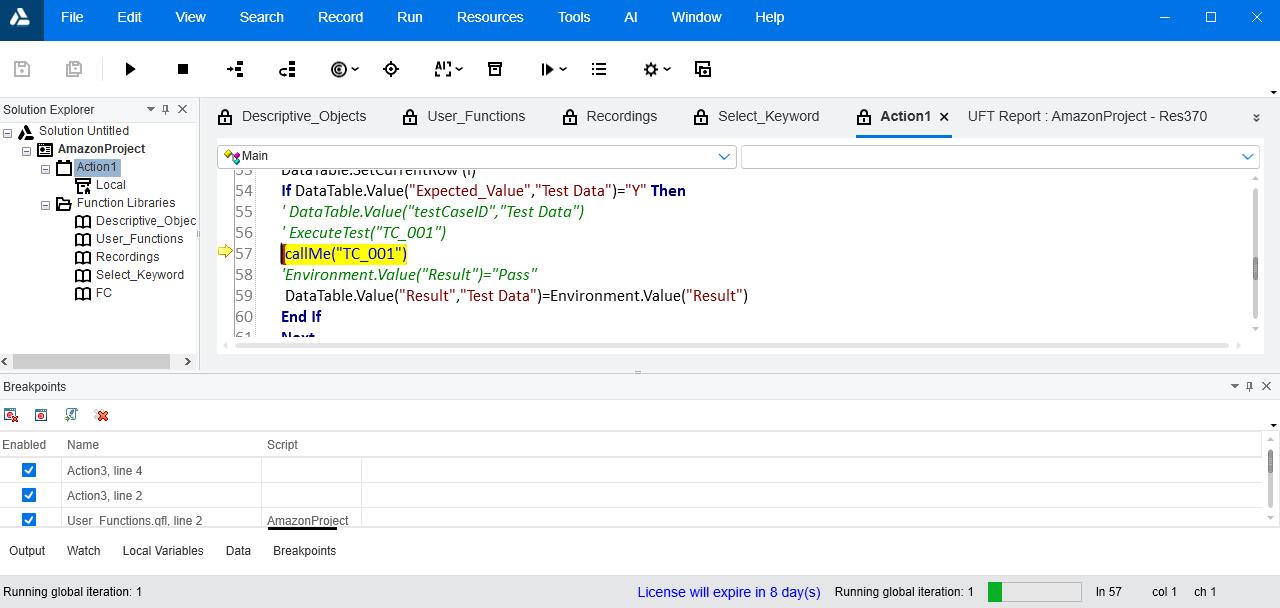 File Edit View Search Record Run Resources Tools AI Window Help
Solution Explorer
Solution Untitled
AmazonProject
Action1
Local
Function Libraries
Descriptive_Objec
User_Functions
Recordings
Select_Keyword
FC
Descriptive_Objects User_Functions Recordings Select_Keyword Action1 UFT Report : AmazonProject - Res370
Main
53 DataTable.SetCurrentRow (i)
54 If DataTable.Value("Expected_Value","Test Data")="Y" Then
55 ' DataTable.Value("testCaseID","Test Data")
56 ' ExecuteTest("TC_001")
57 callMe("TC_001")
58 'Environment.Value("Result")="Pass"
59 DataTable.Value("Result","Test Data")=Environment.Value("Result")
60 End If
61 Next
Breakpoints
Enabled Name Script
Action3, line 4
Action3, line 2
User_Functions.qfl, line 2 AmazonProject
Output Watch Local Variables Data Breakpoints
Running global iteration: 1 License will expire in 8 day(s) Running global iteration: 1 ln 57 col 1 ch 1